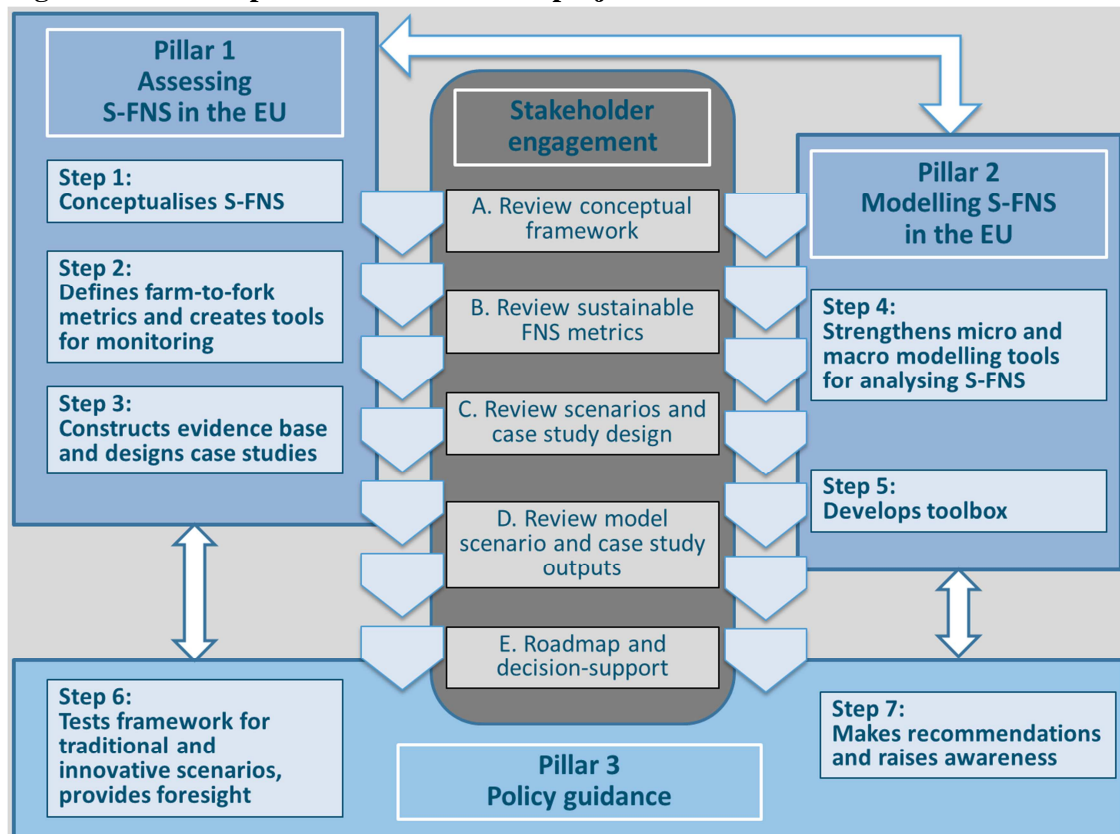 Pillar 1
Assessing
S-FNS in the EU
Step 1:
Conceptualises S-FNS
Step 2:
Defines farm-to-fork
metrics and creates tools
for monitoring
Step 3:
Constructs evidence base
and designs case studies
Stakeholder
engagement
A. Review conceptual
framework
B. Review sustainable
FNS metrics
C. Review scenarios and
case study design
D. Review model
scenario and case study
outputs
E. Roadmap and
decision-support
Pillar 2
Modelling S-FNS
in the EU
Step 4:
Strengthens micro and
macro modelling tools
for analysing S-FNS
Step 5:
Develops toolbox
Step 6:
Tests framework for
traditional and
innovative scenarios,
provides foresight
Pillar 3
Policy guidance
Step 7:
Makes recommendations
and raises awareness